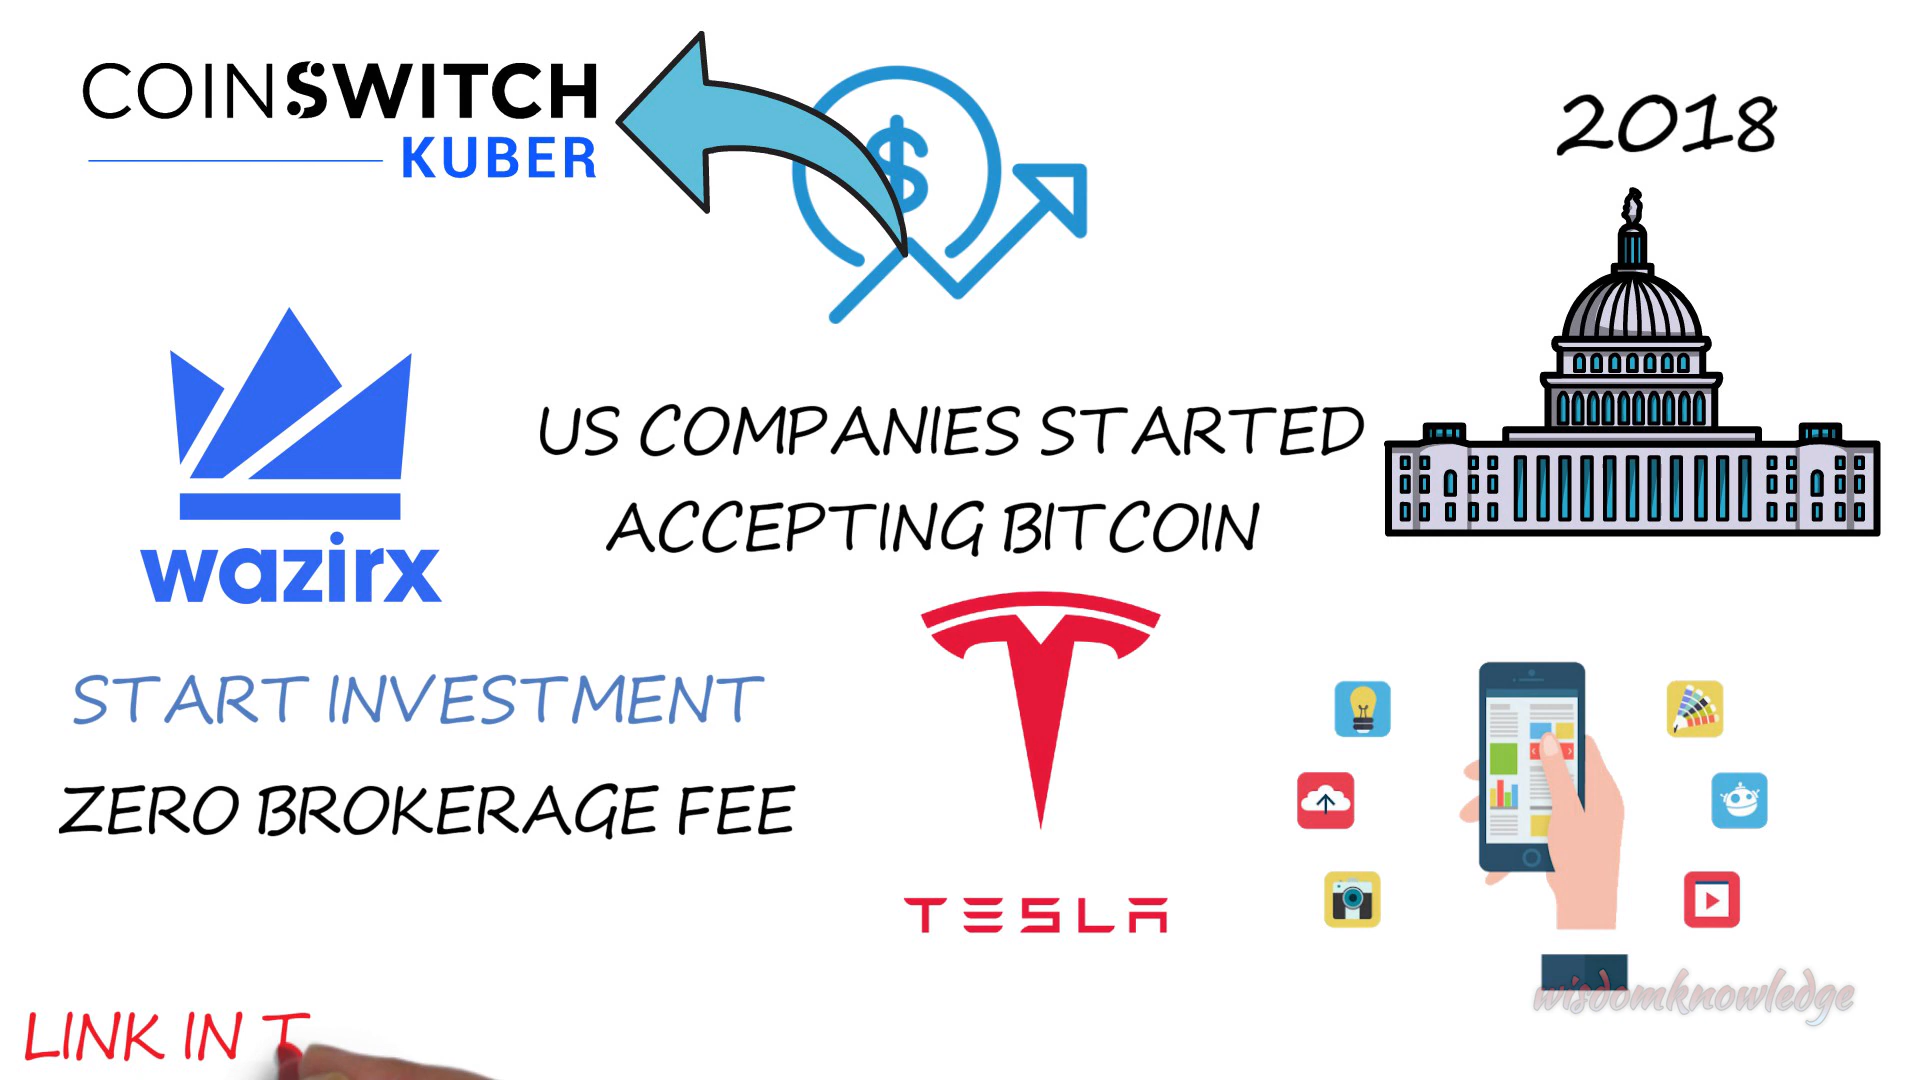 COINSWITCH
KUBER
$
2018
wazirx
US COMPANIES STARTED
ACCEPTING BITCOIN
START INVESTMENT
ZERO BROKERAGE FEE
TESLA
wisdomknowledge
LINK IN T